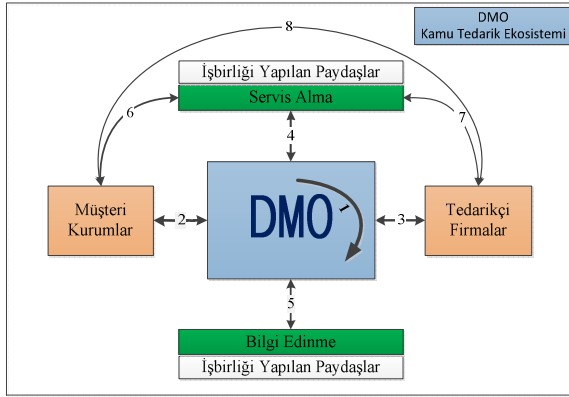 DMO
Kamu Tedarik Ekosistemi
8
İşbirliği Yapılan Paydaşlar
Servis Alma
6
7
4
Müşteri
Kurumlar
2
DMO
1
3
Tedarikçi
Firmalar
5
Bilgi Edinme
İşbirliği Yapılan Paydaşlar